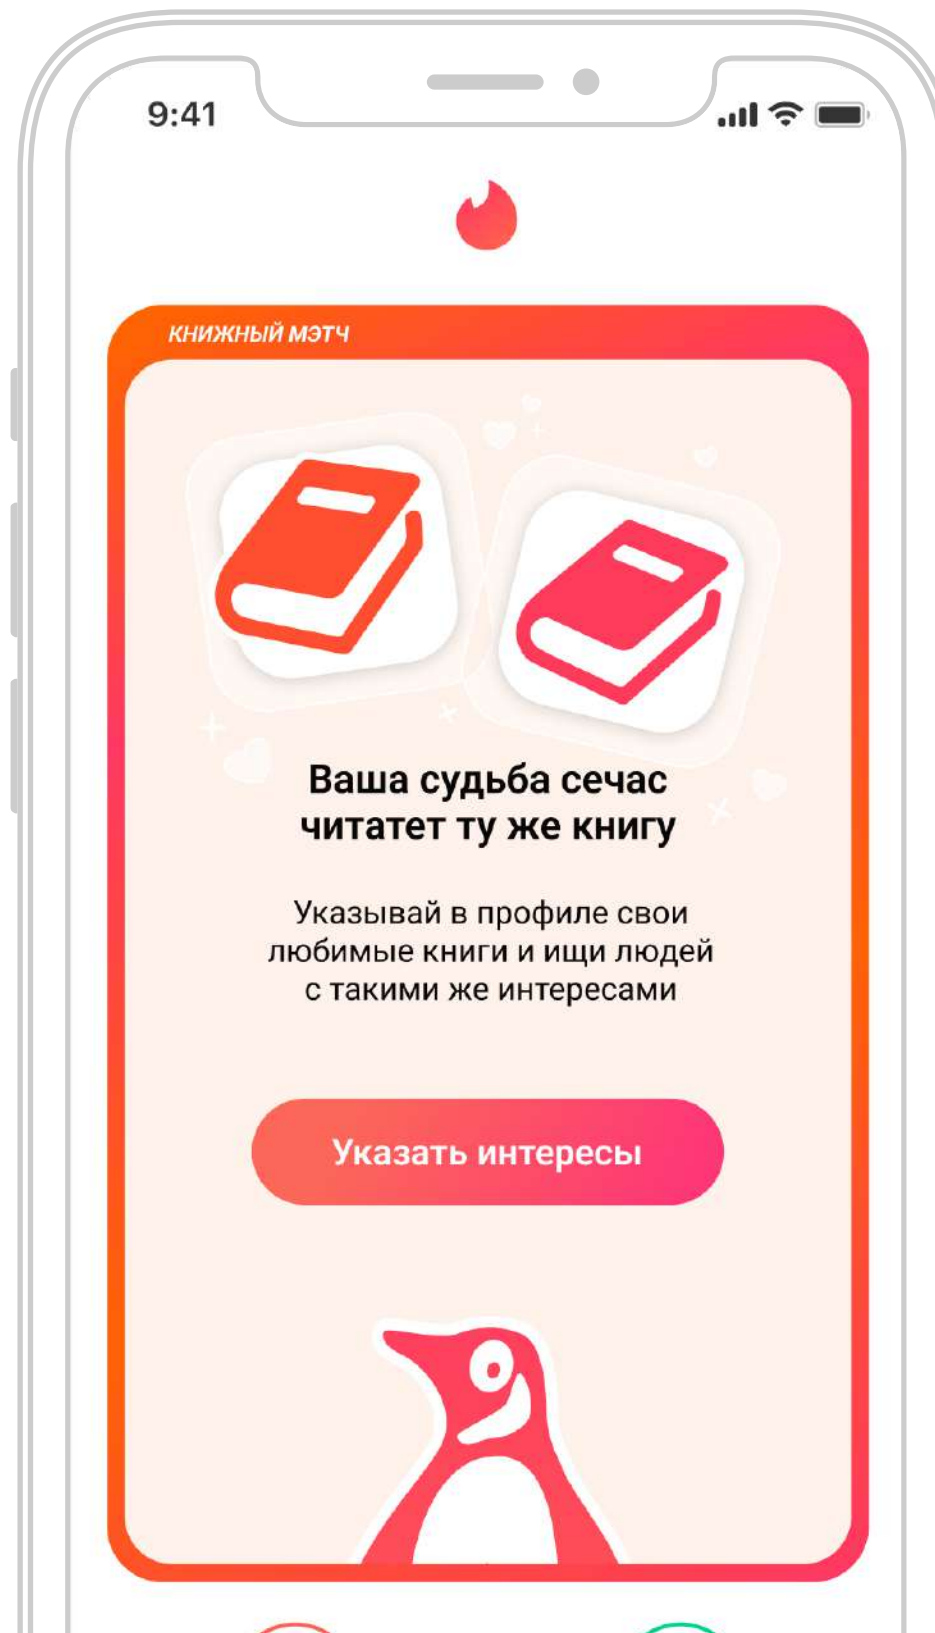 9:41
КНИЖНЫЙ МЭТЧ
Ваша судьба сечас
читатет ту же книгу
Указывай в профиле свои
любимые книги и ищи людей
с такими же интересами
Указать интересы